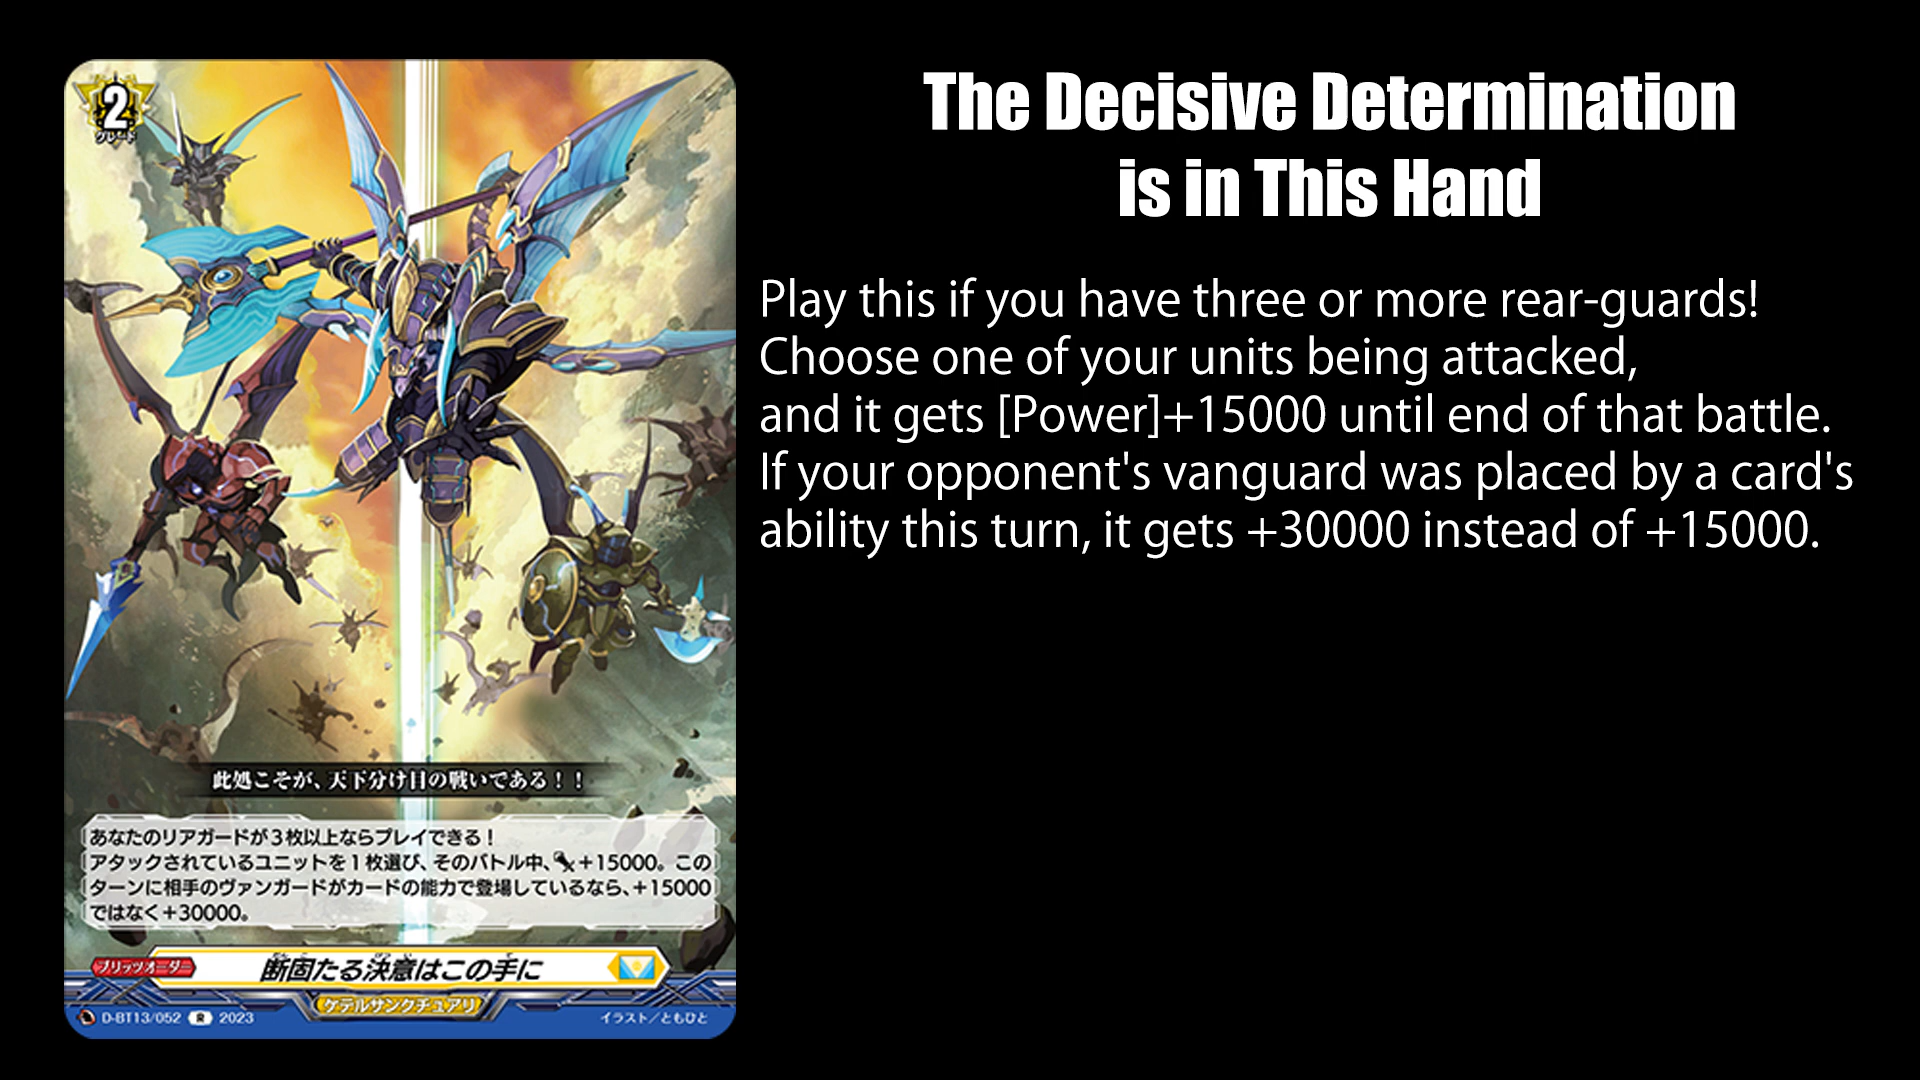 2
グレード
此処こそが、天下分け目の戦いである！！
あなたのリアガードが３枚以上ならプレイできる！
アタックされているユニットを１枚選び、そのバトル中、+15000。この
ターンに相手のヴァンガードがカードの能力で登場しているなら、+15000
ではなく+30000。
ブリッツオーダー
断固たる決意はこの手に
ケテルサンクチュアリ
D-BT13/052 R 2023
イラスト／ともひと
The Decisive Determination
is in This Hand
Play this if you have three or more rear-guards!
Choose one of your units being attacked,
and it gets [Power]+15000 until end of that battle.
If your opponent's vanguard was placed by a card's
ability this turn, it gets +30000 instead of +15000.